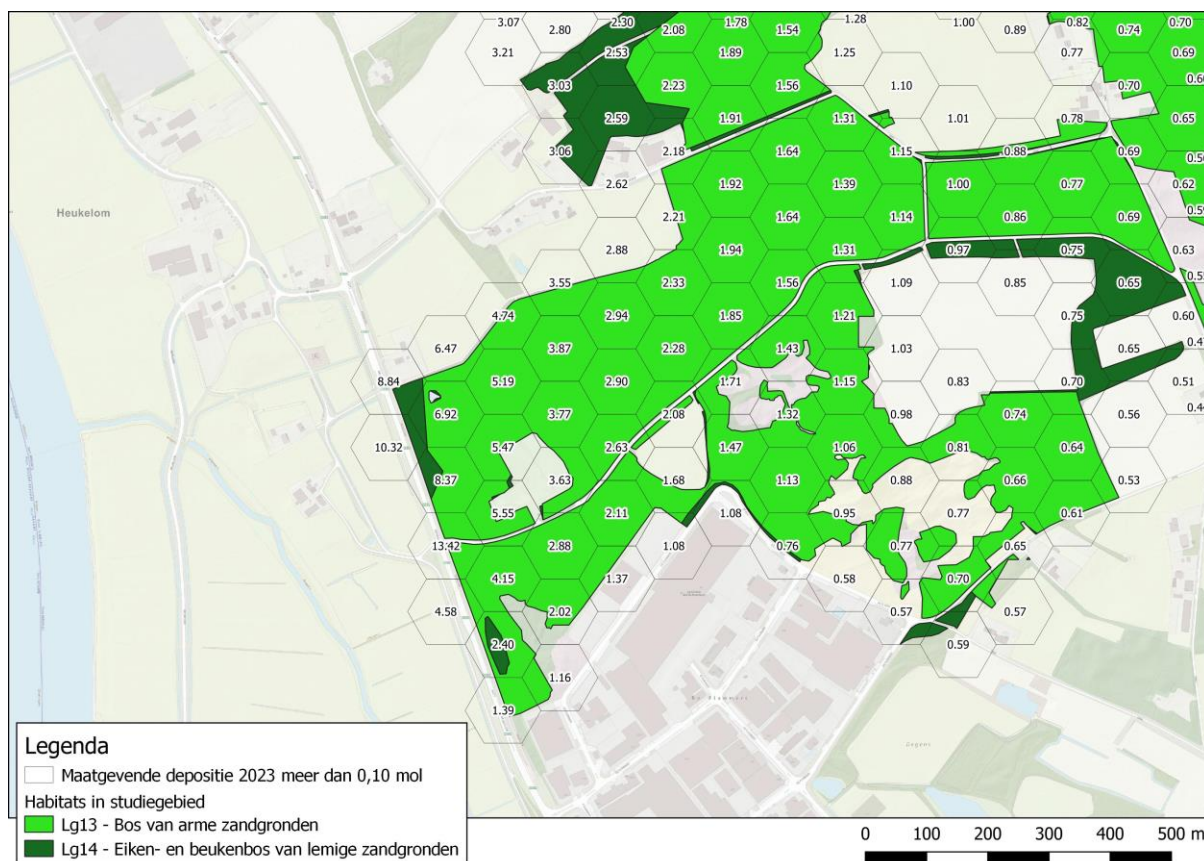 3.07 2.80 2.30 2.08 1.78 1.54 1.28 1.00 0.89 0.82 0.74 0.70
3.21 2.53 1.89 1.25 0.77
3.03 2.23 1.56 1.10 0.70
2.59 1.91 1.31 1.01 0.78 0.65
3.06 2.18 1.64 1.15 0.88 0.69
2.62 1.92 1.39 1.00 0.77 0.62
Heukelom
2.21 1.64 1.14 0.86 0.69
2.88 1.94 1.31 0.97 0.75 0.63
3.55 2.33 1.56 1.09 0.85 0.65
4.74 2.94 1.85 1.21 0.75 0.60
6.47 3.87 2.28 1.43 1.03 0.65
8.84 5.19 2.90 1.71 1.15 0.83 0.70 0.51
6.92 3.77 2.08 1.32 0.98 0.74 0.56
10.32 5.47 2.63 1.47 1.06 0.81 0.64
8.37 3.63 1.68 1.13 0.88 0.66 0.53
5.55 2.11 1.08 0.95 0.77 0.61
13.42 2.88 1.08 0.76 0.77 0.65
4.15 1.37 0.58 0.70
4.58 2.02 0.57 0.57
2.40 0.59
1.16
1.39
Legenda
Maatgevende depositie 2023 meer dan 0,10 mol
Habitats in studiegebied
Lg13 - Bos van arme zandgronden
Lg14 - Eiken- en beukenbos van lemige zandgronden
0 100 200 300 400 500 m